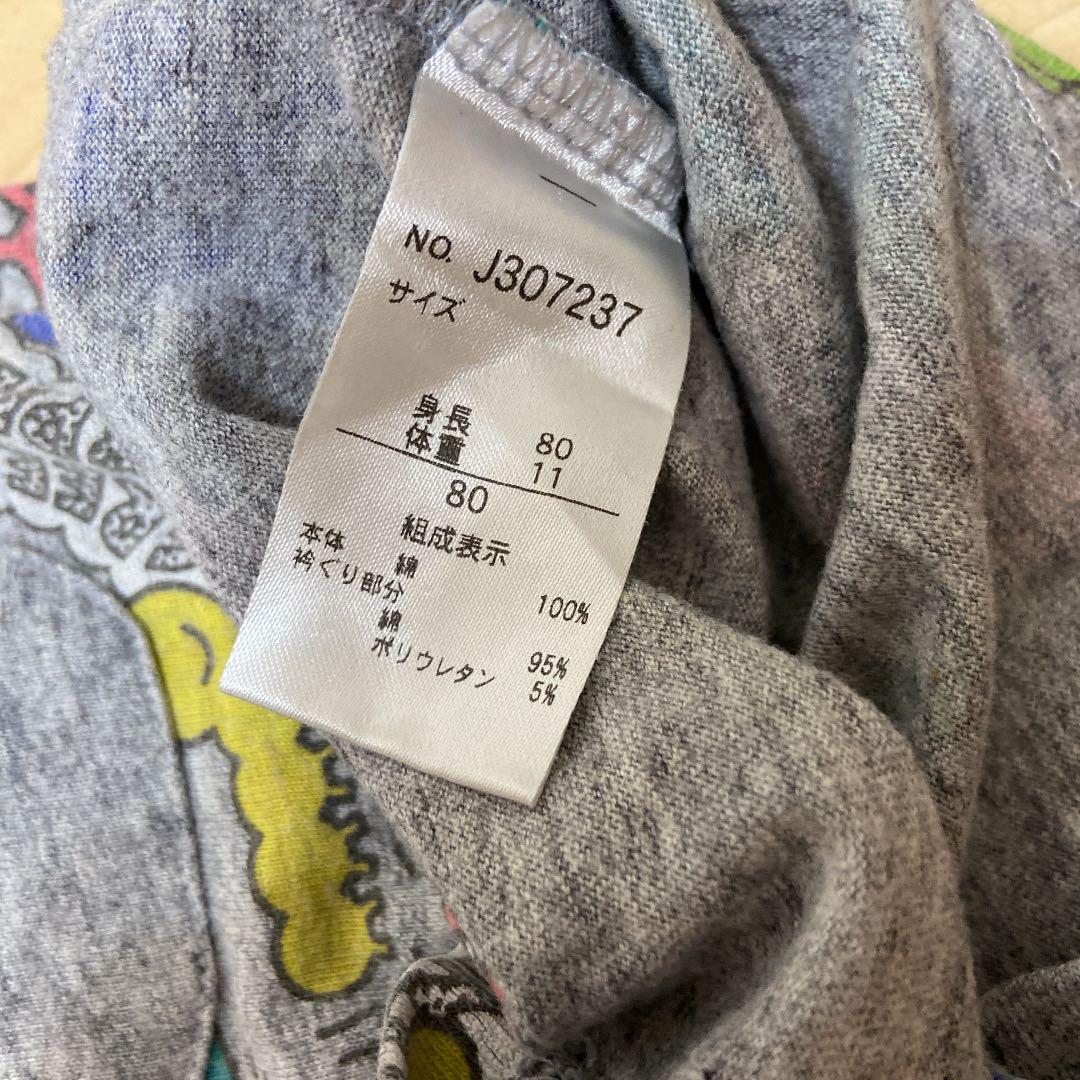 NO. J307237
サイズ
身長 80
体重 11
80
組成表示
本体
綿 100%
衿ぐり部分
綿 95%
ポリウレタン 5%